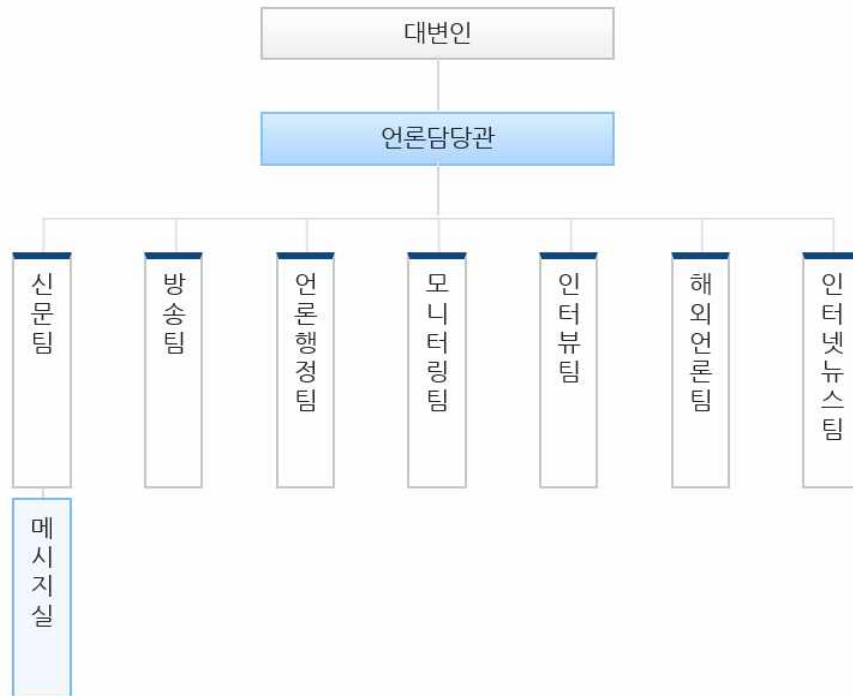 대변인
언론담당관
신문팀
방송팀
언론행정팀
모니터링팀
인터뷰팀
해외언론팀
인터넷뉴스팀
메시지실